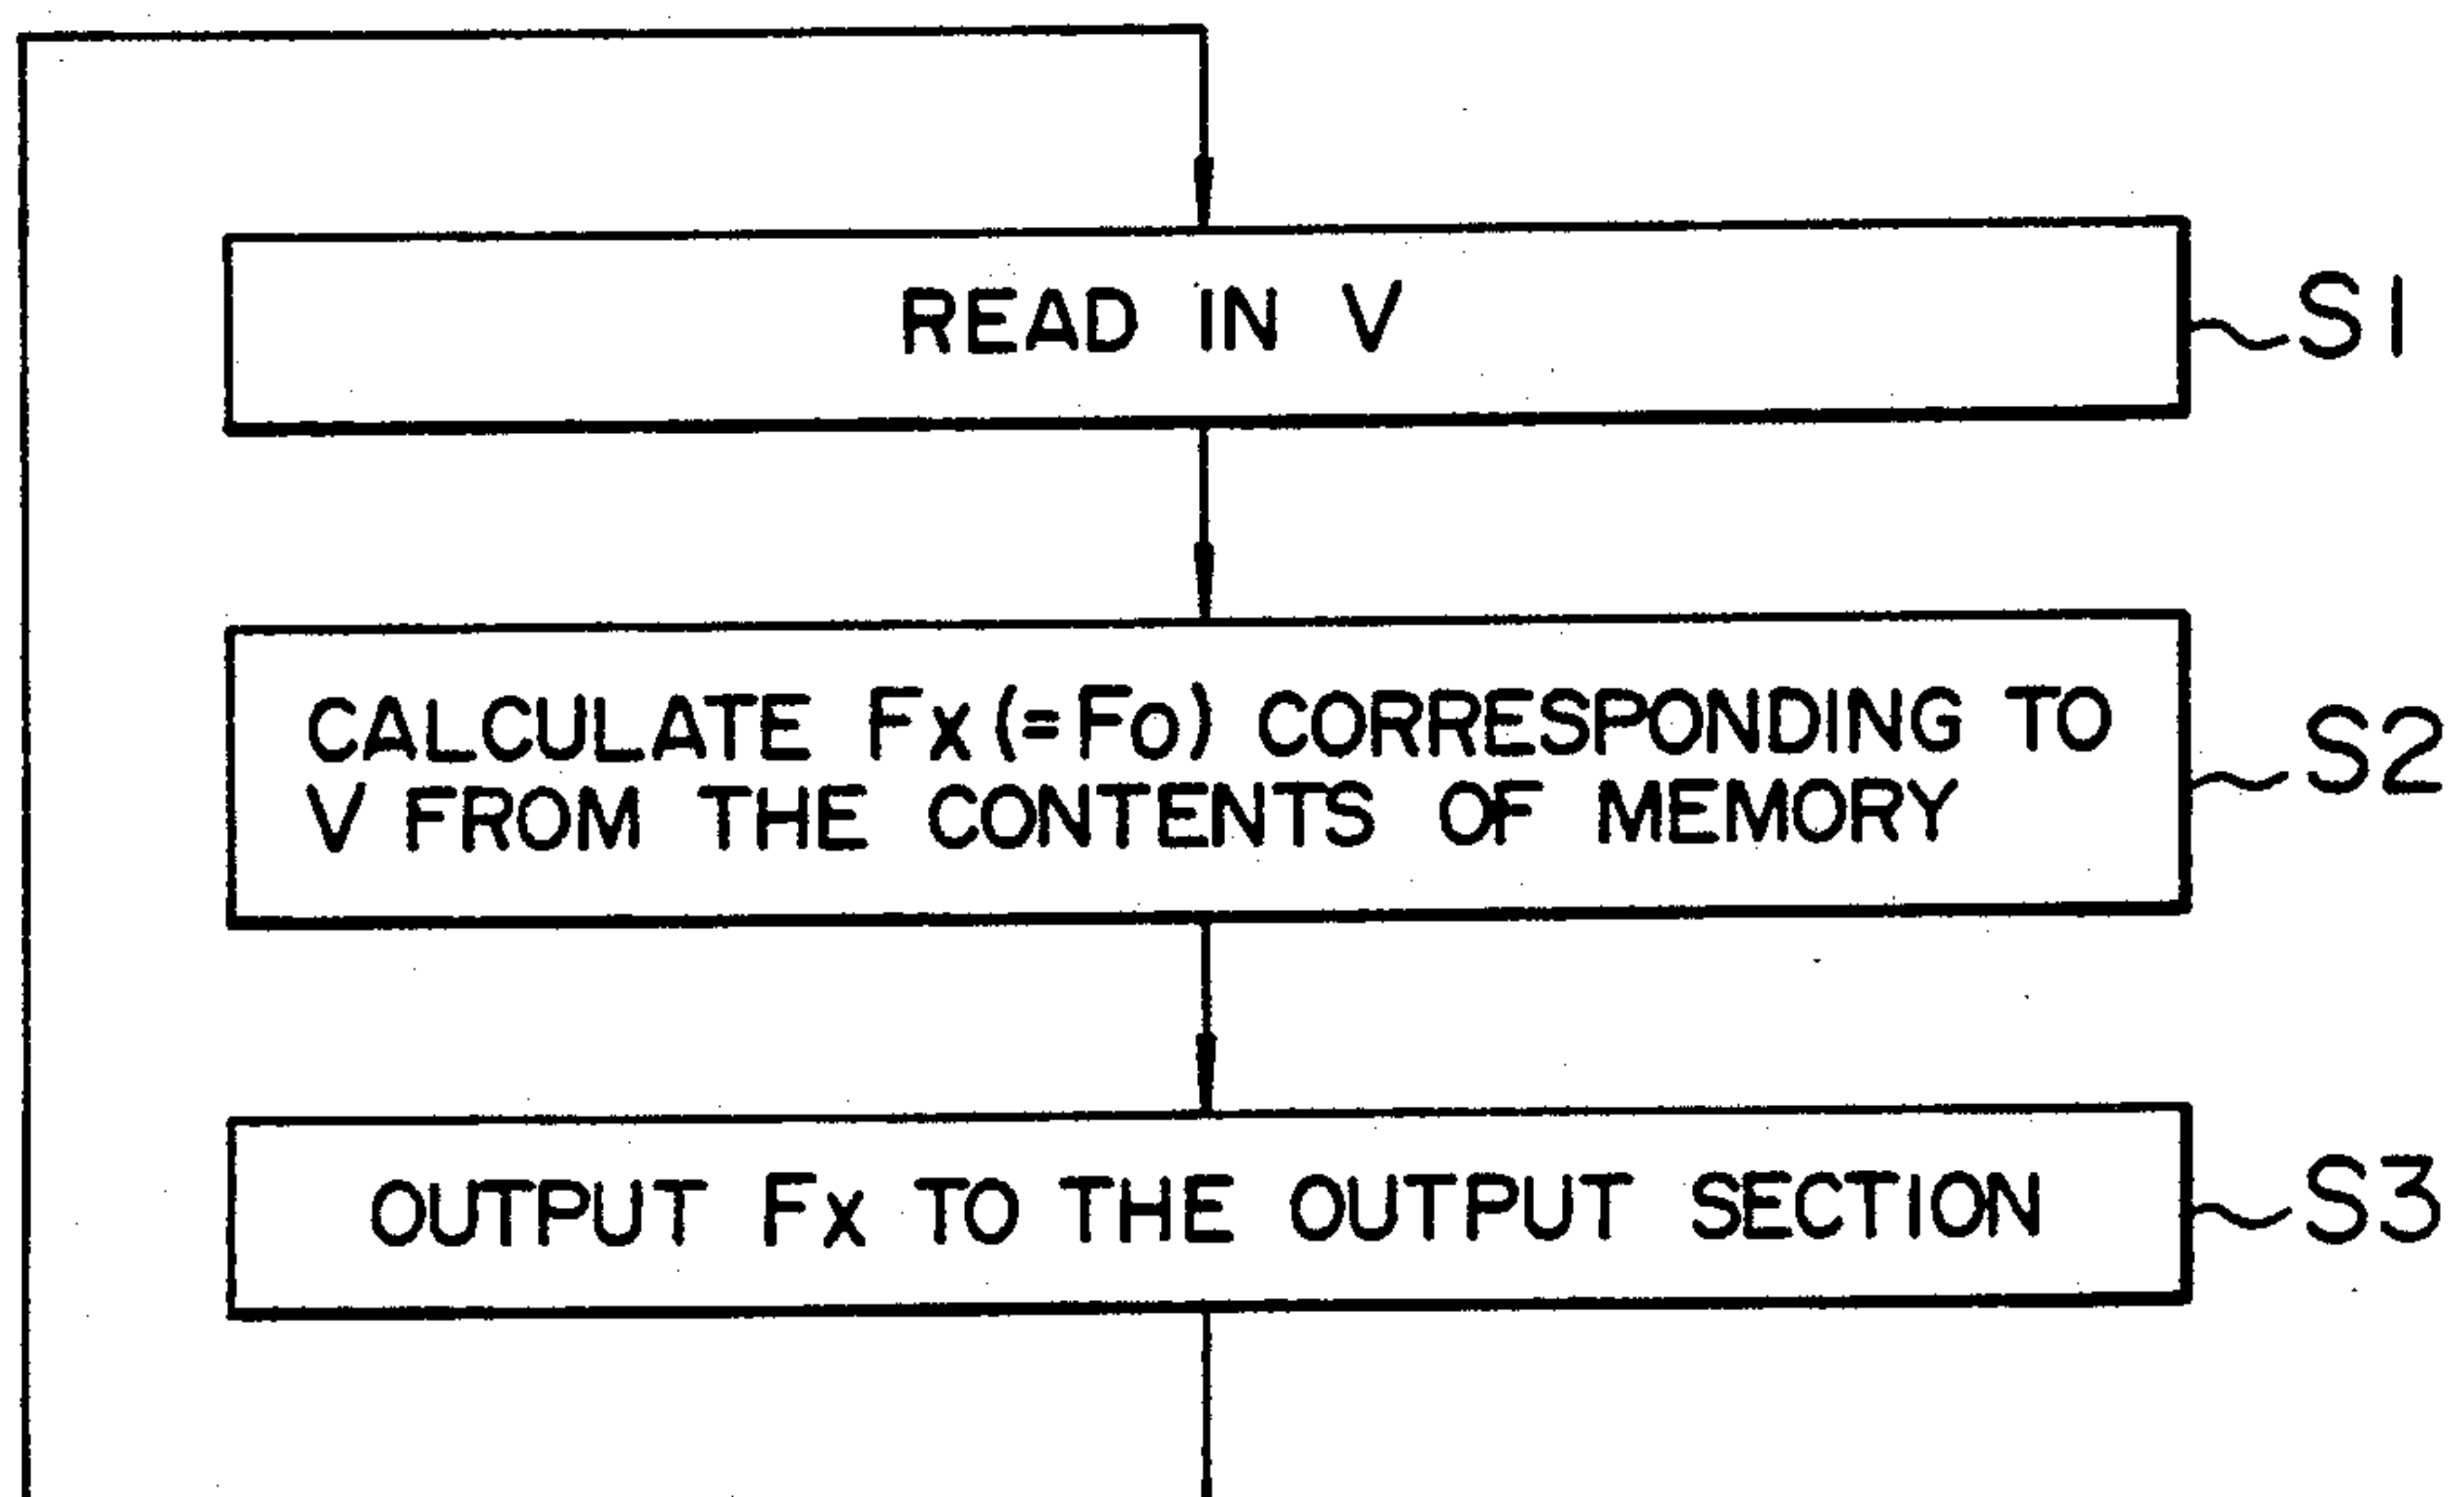 READ IN V
S1
CALCULATE Fx (=Fo) CORRESPONDING TO
V FROM THE CONTENTS OF MEMORY
S2
OUTPUT Fx TO THE OUTPUT SECTION
S3